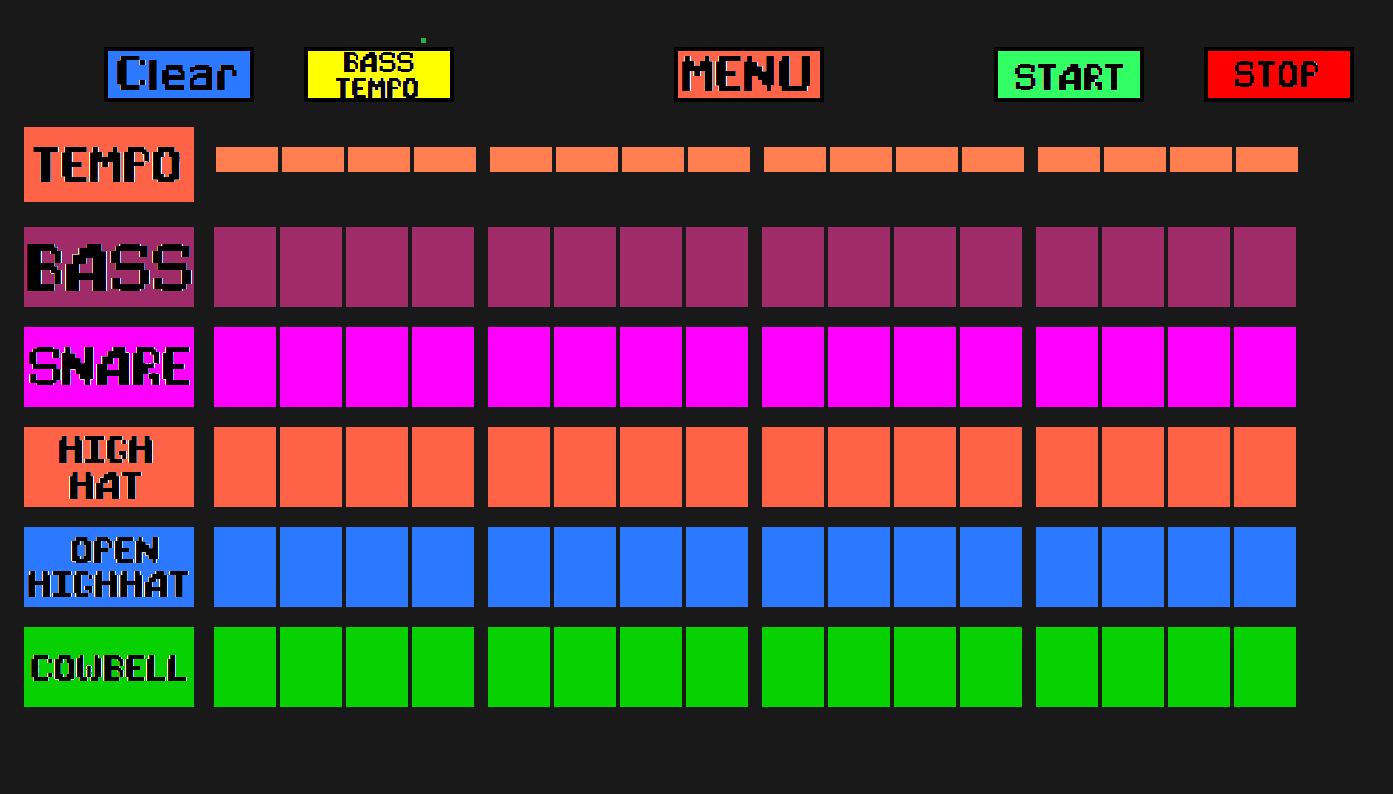 Clear
BASS
TEMPO
MENU
START
STOP
TEMPO
BASS
SNARE
HIGH
HAT
OPEN
HIGHHAT
COWBELL